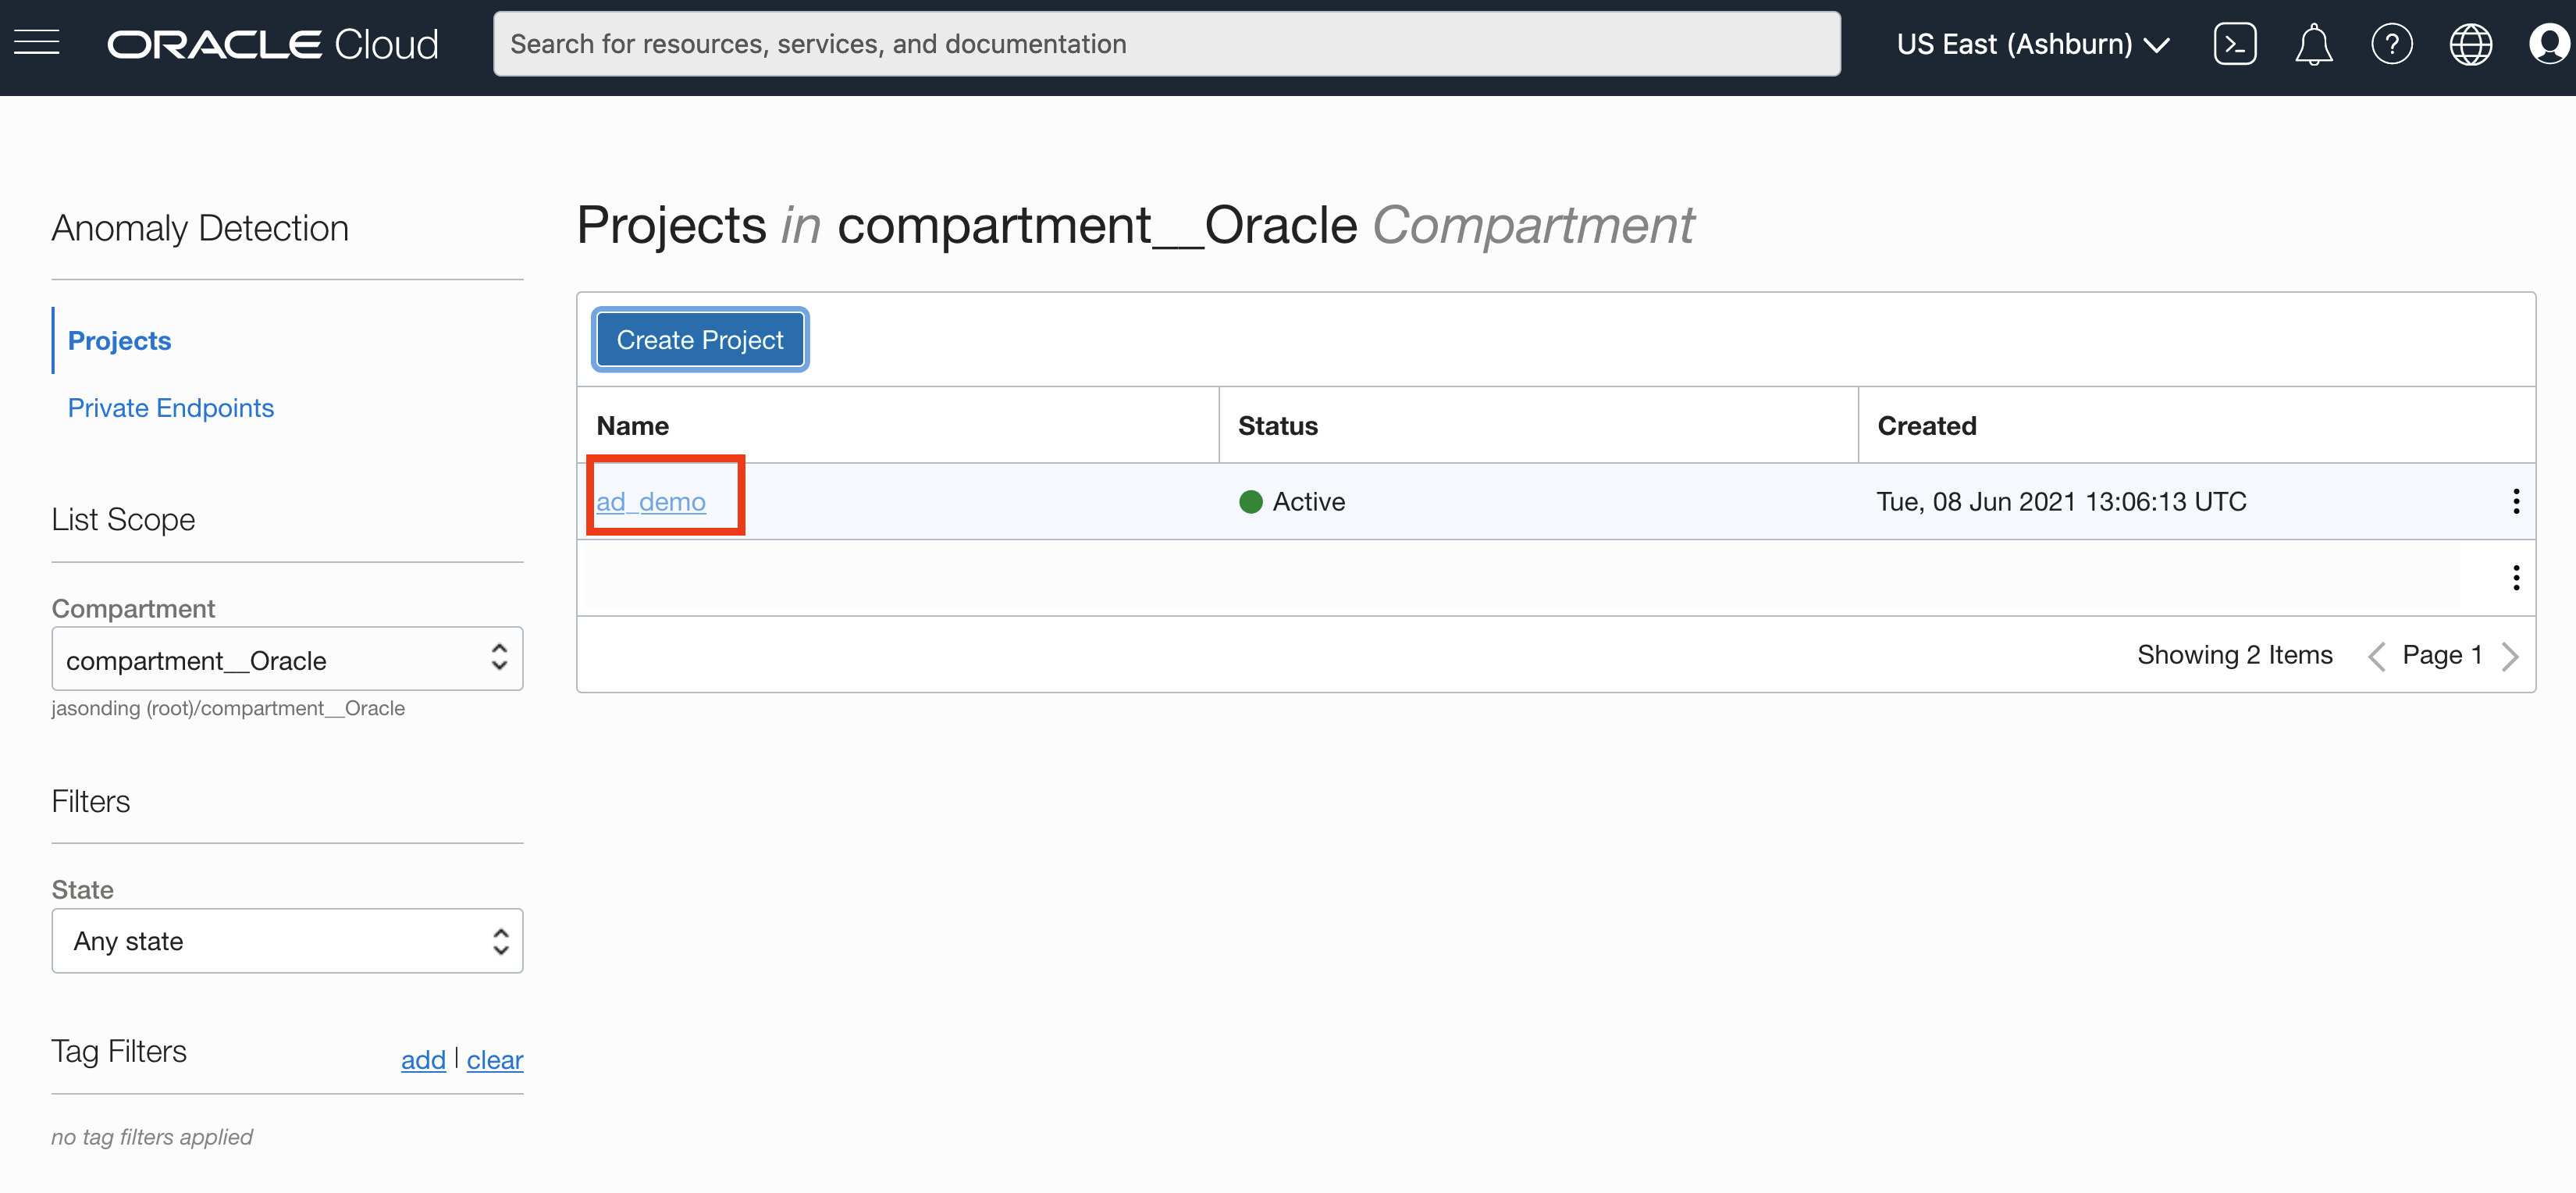 ORACLE Cloud
Search for resources, services, and documentation
US East (Ashburn)
Anomaly Detection
Projects
Private Endpoints
List Scope
Compartment
compartment__Oracle
jasonding (root)/compartment__Oracle
Filters
State
Any state
Tag Filters
add | clear
no tag filters applied
Projects in compartment__Oracle Compartment
Create Project
Name Status Created
ad_demo Active Tue, 08 Jun 2021 13:06:13 UTC
Showing 2 Items Page 1